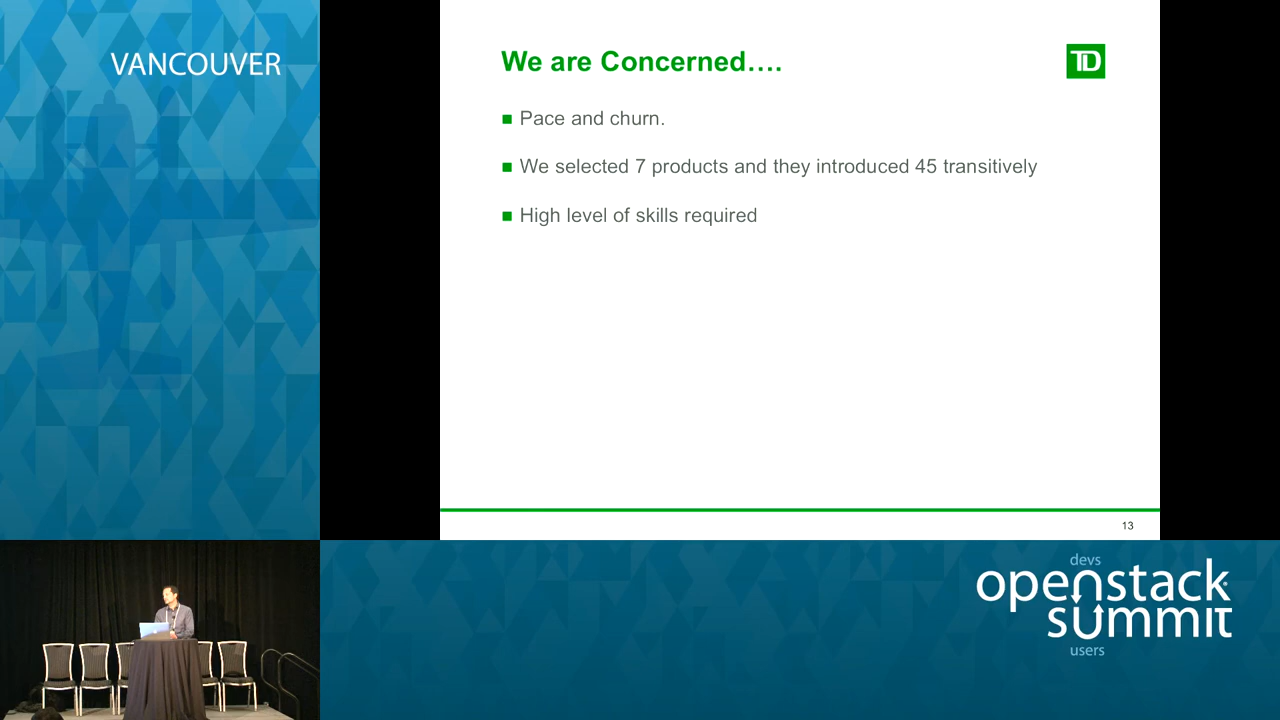 VANCOUVER
We are Concerned….
TD
Pace and churn.
We selected 7 products and they introduced 45 transitively
High level of skills required
13
devs
openstack
summit
users